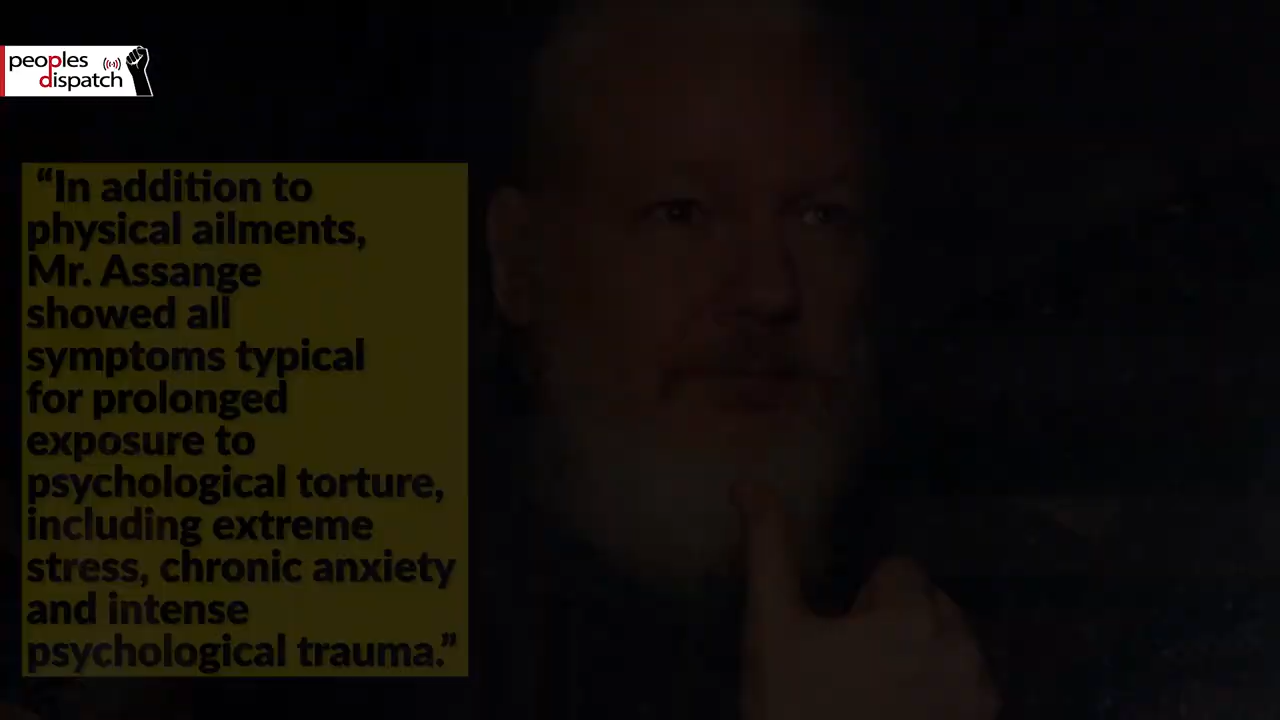 peoples
dispatch
“In addition to
physical ailments,
Mr. Assange
showed all
symptoms typical
for prolonged
exposure to
psychological torture,
including extreme
stress, chronic anxiety
and intense
psychological trauma.”